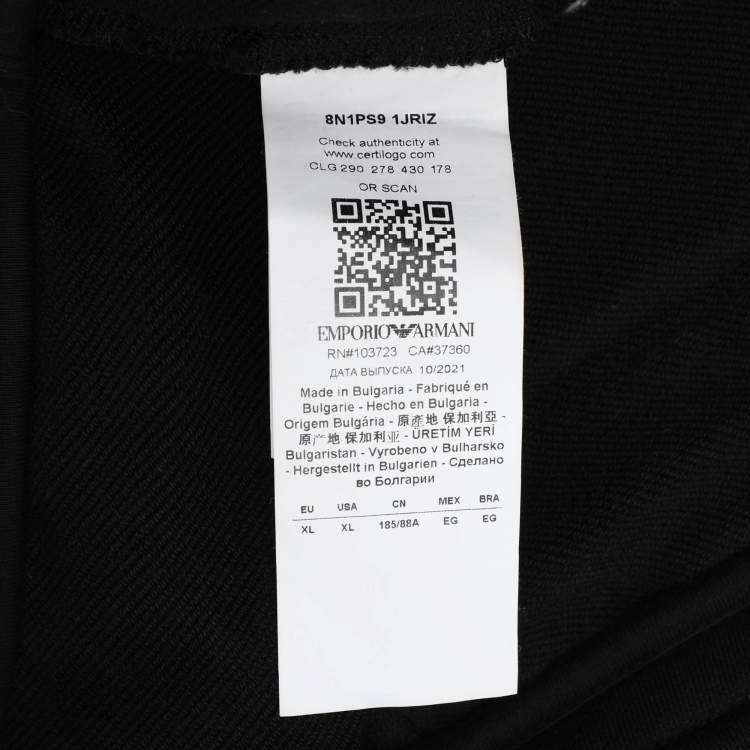 8N1PS9 1JRIZ
Check authenticity at
www.certilogo.com
CLG 290 278 430 178
OR SCAN
EMPORIO ARMANI
RN#103723 CA#37360
ДАТА ВЫПУСКА 10/2021
Made in Bulgaria - Fabriqué en
Bulgarie - Hecho en Bulgaria -
Origem Bulgária - 原產地 保加利亞 -
原产地 保加利亚 - ÜRETİM YERİ
Bulgaristan - Vyrobeno v Bulharsko
- Hergestellt in Bulgarien - Сделано
во Болгарии
EU USA CN MEX BRA
XL XL 185/88A EG EG